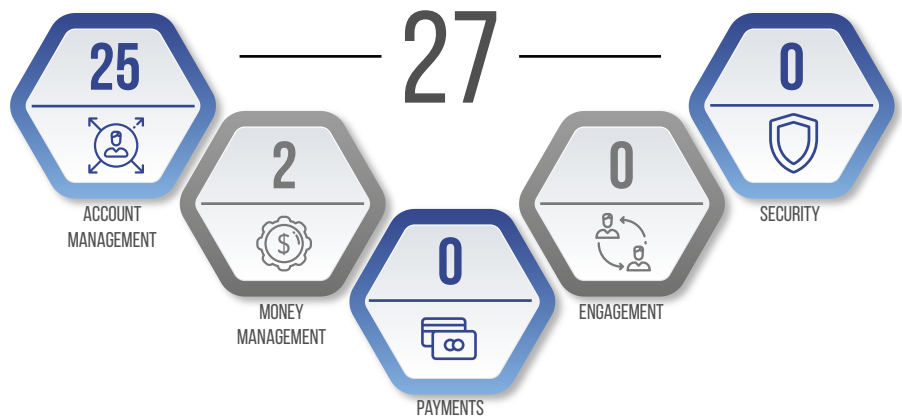 27
25
ACCOUNT
MANAGEMENT
2
$
MONEY
MANAGEMENT
0
PAYMENTS
0
ENGAGEMENT
0
SECURITY